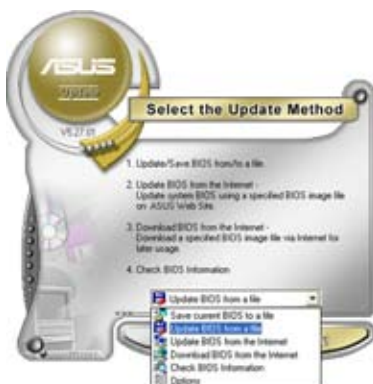 ASUS
Update
V5.27.01
Select the Update Method
1. Update/Save BIOS from/to a file
2. Update BIOS from the Internet -
Update system BIOS using a specified BIOS image file
on ASUS Web Site.
3. Download BIOS from the Internet -
Download a specified BIOS image file via Internet for
later usage.
4. Check BIOS Information
Update BIOS from a file
Save current BIOS to a file
Update BIOS from a file
Update BIOS from the Internet
Download BIOS from the Internet
Check BIOS Information
Options